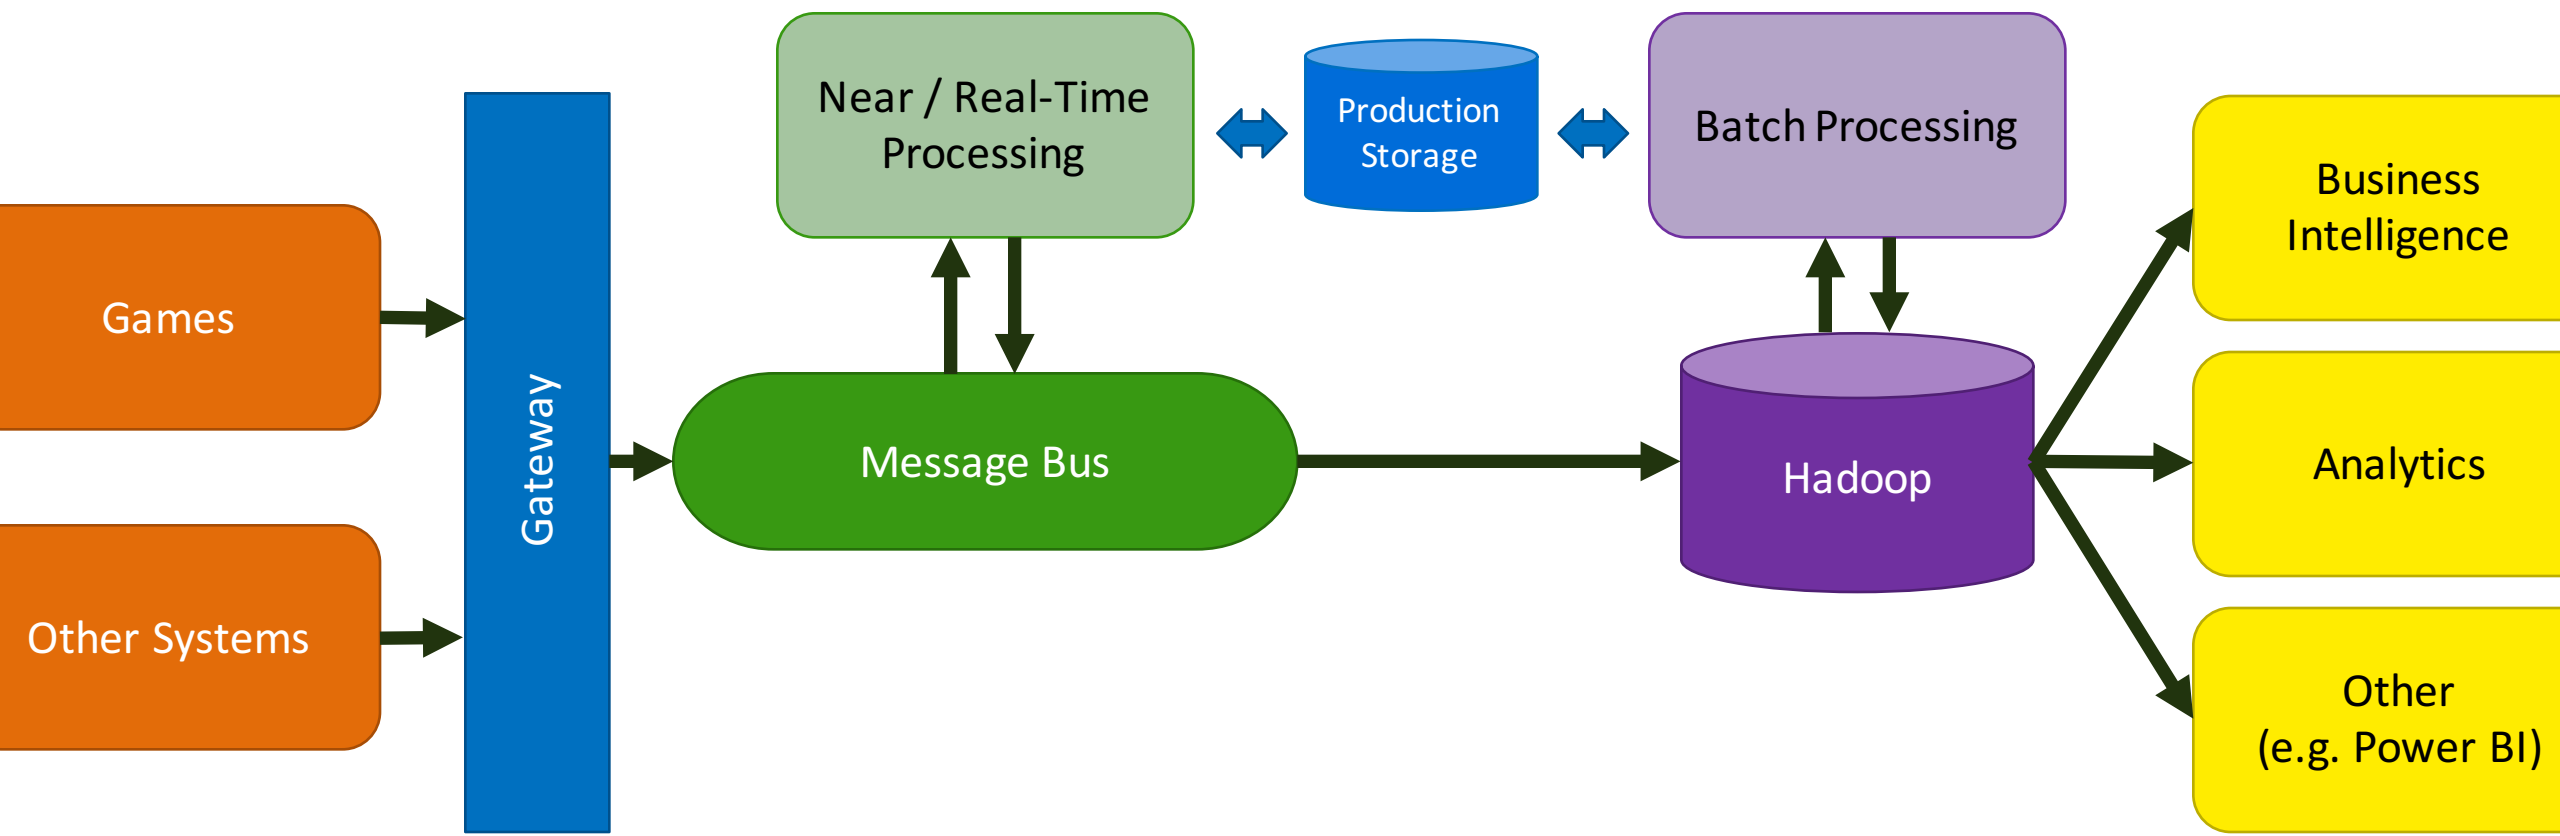 Near / Real-Time
Processing
Production
Storage
Batch Processing
Business
Intelligence
Games
Gateway
Message Bus
Hadoop
Analytics
Other Systems
Other
(e.g. Power BI)